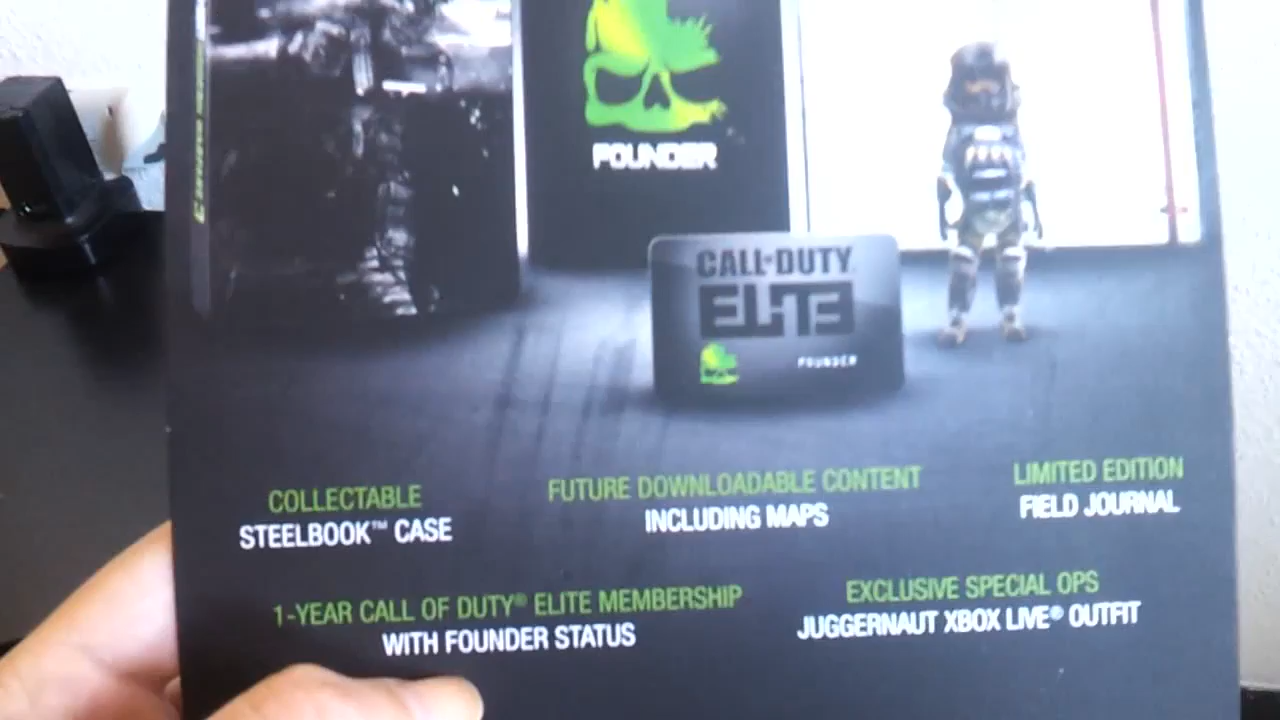 FOUNDER
CALL OF DUTY
ELITE
FOUNDER
COLLECTABLE
STEELBOOK™ CASE
FUTURE DOWNLOADABLE CONTENT
INCLUDING MAPS
LIMITED EDITION
FIELD JOURNAL
1-YEAR CALL OF DUTY® ELITE MEMBERSHIP
WITH FOUNDER STATUS
EXCLUSIVE SPECIAL OPS
JUGGERNAUT XBOX LIVE® OUTFIT